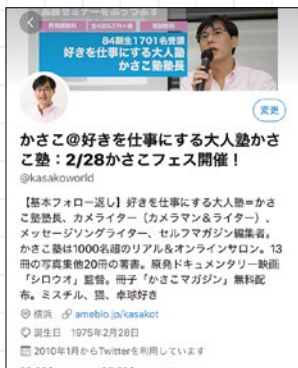 84期生1701名受講
好きを仕事にする大人塾
かさこ塾塾長
変更
かさこ@好きを仕事にする大人塾かさ
こ塾：2/28かさこフェス開催！
@kasakoworld
【基本フォロー返し】好きを仕事にする大人塾=かさ
こ塾塾長、カメライター（カメラマン＆ライター）、
メッセージソングライター、セルフマガジン編集者。
かさこ塾は1000名超のリアル＆オンラインサロン。13
冊の写真集他20冊の著書。原発ドキュメンタリー映画
「シロウオ」監督。冊子「かさこマガジン」無料配
布。ミスチル、猫、卓球好き
横浜 ameblo.jp/kasakot
誕生日 1975年2月28日
2010年1月からTwitterを利用しています